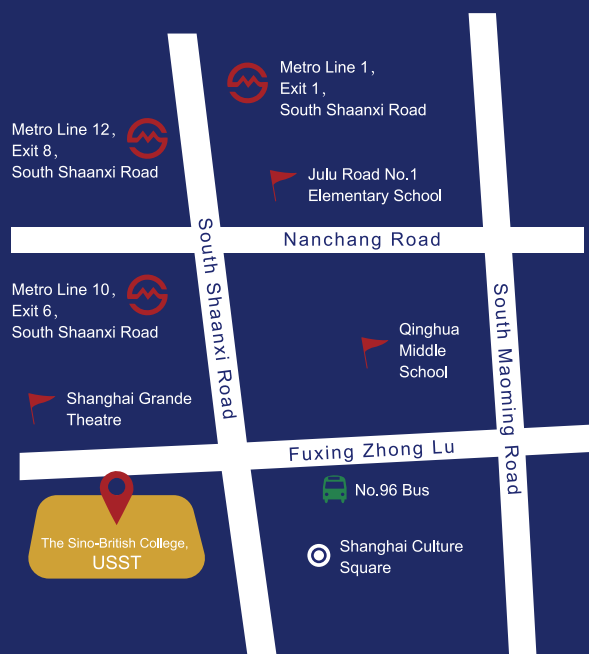 Metro Line 1,
Exit 1,
South Shaanxi Road
Metro Line 12,
Exit 8,
South Shaanxi Road
Julu Road No.1
Elementary School
Nanchang Road
South Shaanxi Road
South Maoming Road
Metro Line 10,
Exit 6,
South Shaanxi Road
Qinghua
Middle
School
Shanghai Grande
Theatre
Fuxing Zhong Lu
No.96 Bus
The Sino-British College,
USST
Shanghai Culture
Square